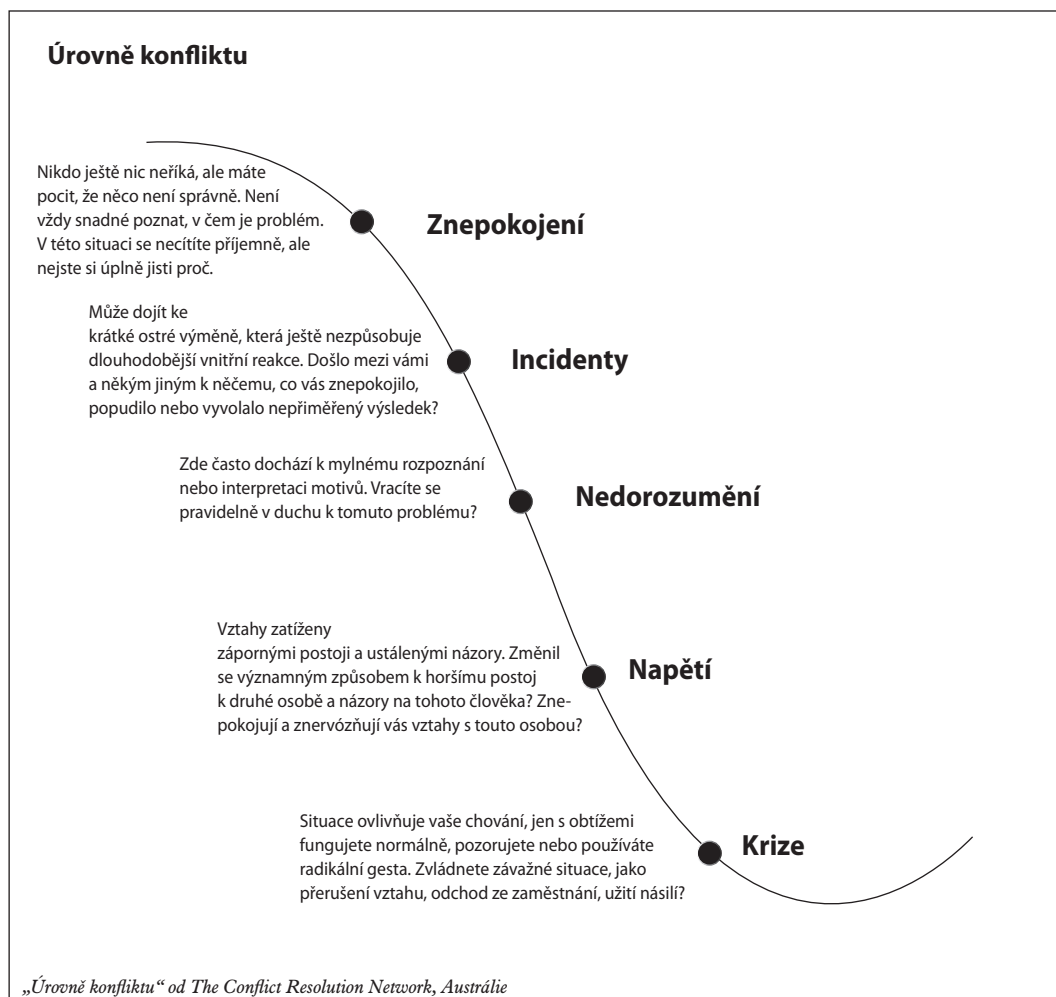 Úrovně konfliktu
Nikdo ještě nic neříká, ale máte
pocit, že něco není správně. Není
vždy snadné poznat, v čem je problém.
V této situaci se necítíte příjemně, ale
nejste si úplně jisti proč.
Znepokojení
Může dojít ke
krátké ostré výměně, která ještě nezpůsobuje
dlouhodobější vnitřní reakce. Došlo mezi vámi
a někým jiným k něčemu, co vás znepokojilo,
popudilo nebo vyvolalo nepřiměřený výsledek?
Incidenty
Zde často dochází k mylnému rozpoznání
nebo interpretaci motivů. Vracíte se
pravidelně v duchu k tomuto problému?
Nedorozumění
Vztahy zatíženy
zápornými postoji a ustálenými názory. Změnil
se významným způsobem k horšímu postoj
k druhé osobě a názory na tohoto člověka? Zne-
pokojují a znervózňují vás vztahy s touto osobou?
Napětí
Situace ovlivňuje vaše chování, jen s obtížemi
fungujete normálně, pozorujete nebo používáte
radikální gesta. Zvládnete závažné situace, jako
přerušení vztahu, odchod ze zaměstnání, užití násilí?
Krize
„Úrovně konfliktu“ od The Conflict Resolution Network, Austrálie